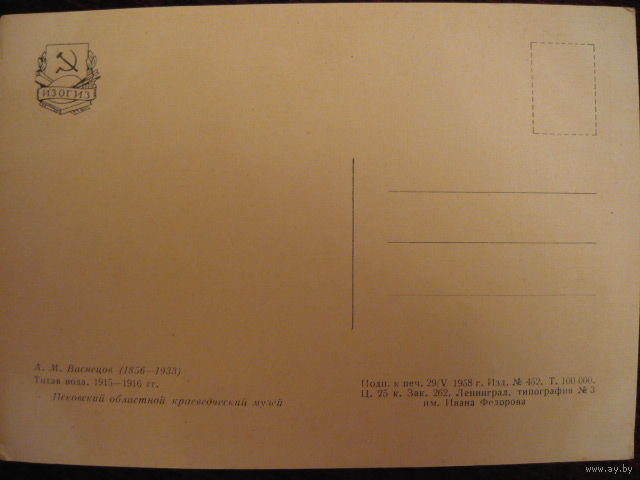 ИЗОГИЗ
А. М. Васнецов (1856—1933)
Тихая вода. 1915—1916 гг.
Псковский областной краеведческий музей
Подп. к печ. 29/V 1958 г. Изд. № 452. Т. 100 000.
Ц. 25 к. Зак. 262. Ленинград, типография № 3
им. Ивана Федорова
www.ay.by